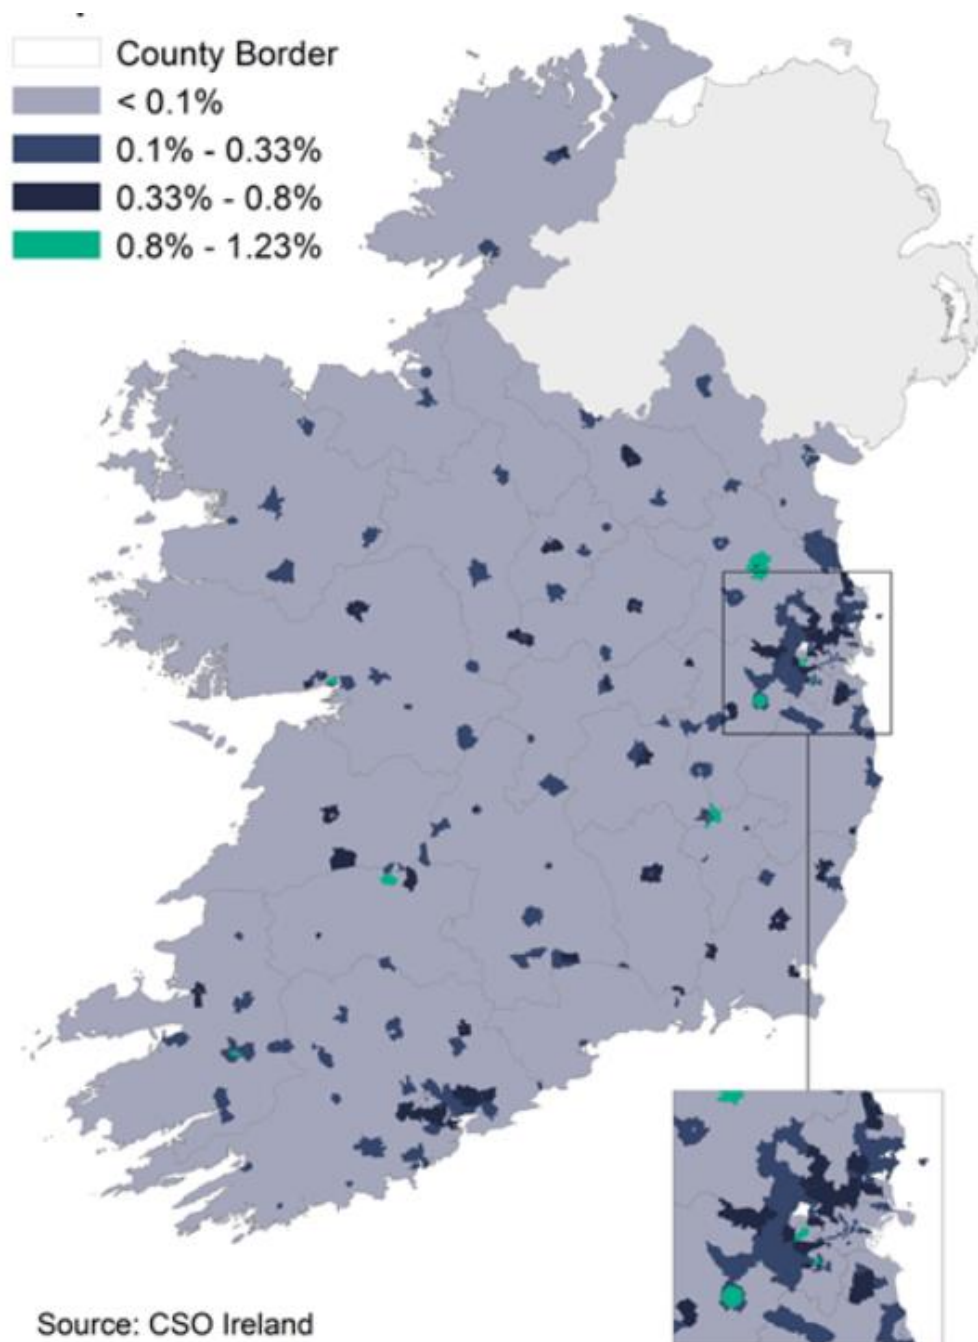 County Border
< 0.1%
0.1% - 0.33%
0.33% - 0.8%
0.8% - 1.23%
Source: CSO Ireland